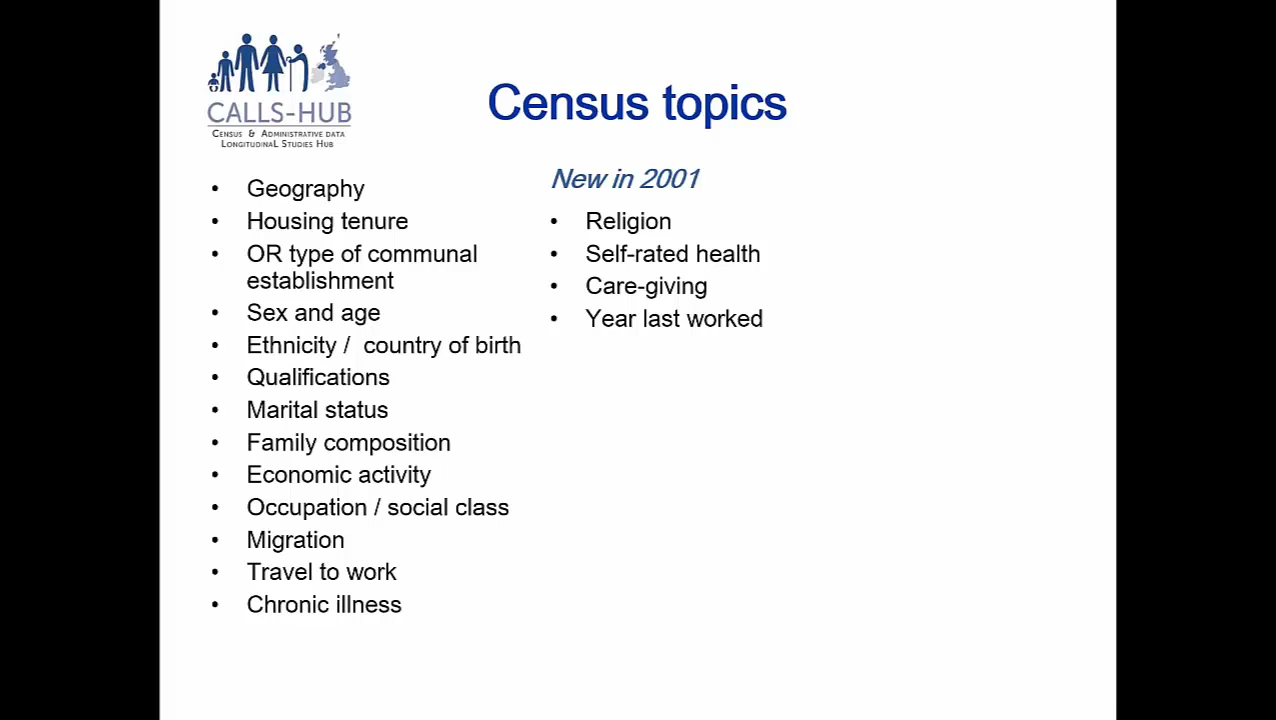 CALLS-HUB
CENSUS & ADMINISTRATIVE DATA
LONGITUDINAL STUDIES HUB
Census topics
• Geography
• Housing tenure
• OR type of communal
establishment
• Sex and age
• Ethnicity /  country of birth
• Qualifications
• Marital status
• Family composition
• Economic activity
• Occupation / social class
• Migration
• Travel to work
• Chronic illness
New in 2001
• Religion
• Self-rated health
• Care-giving
• Year last worked